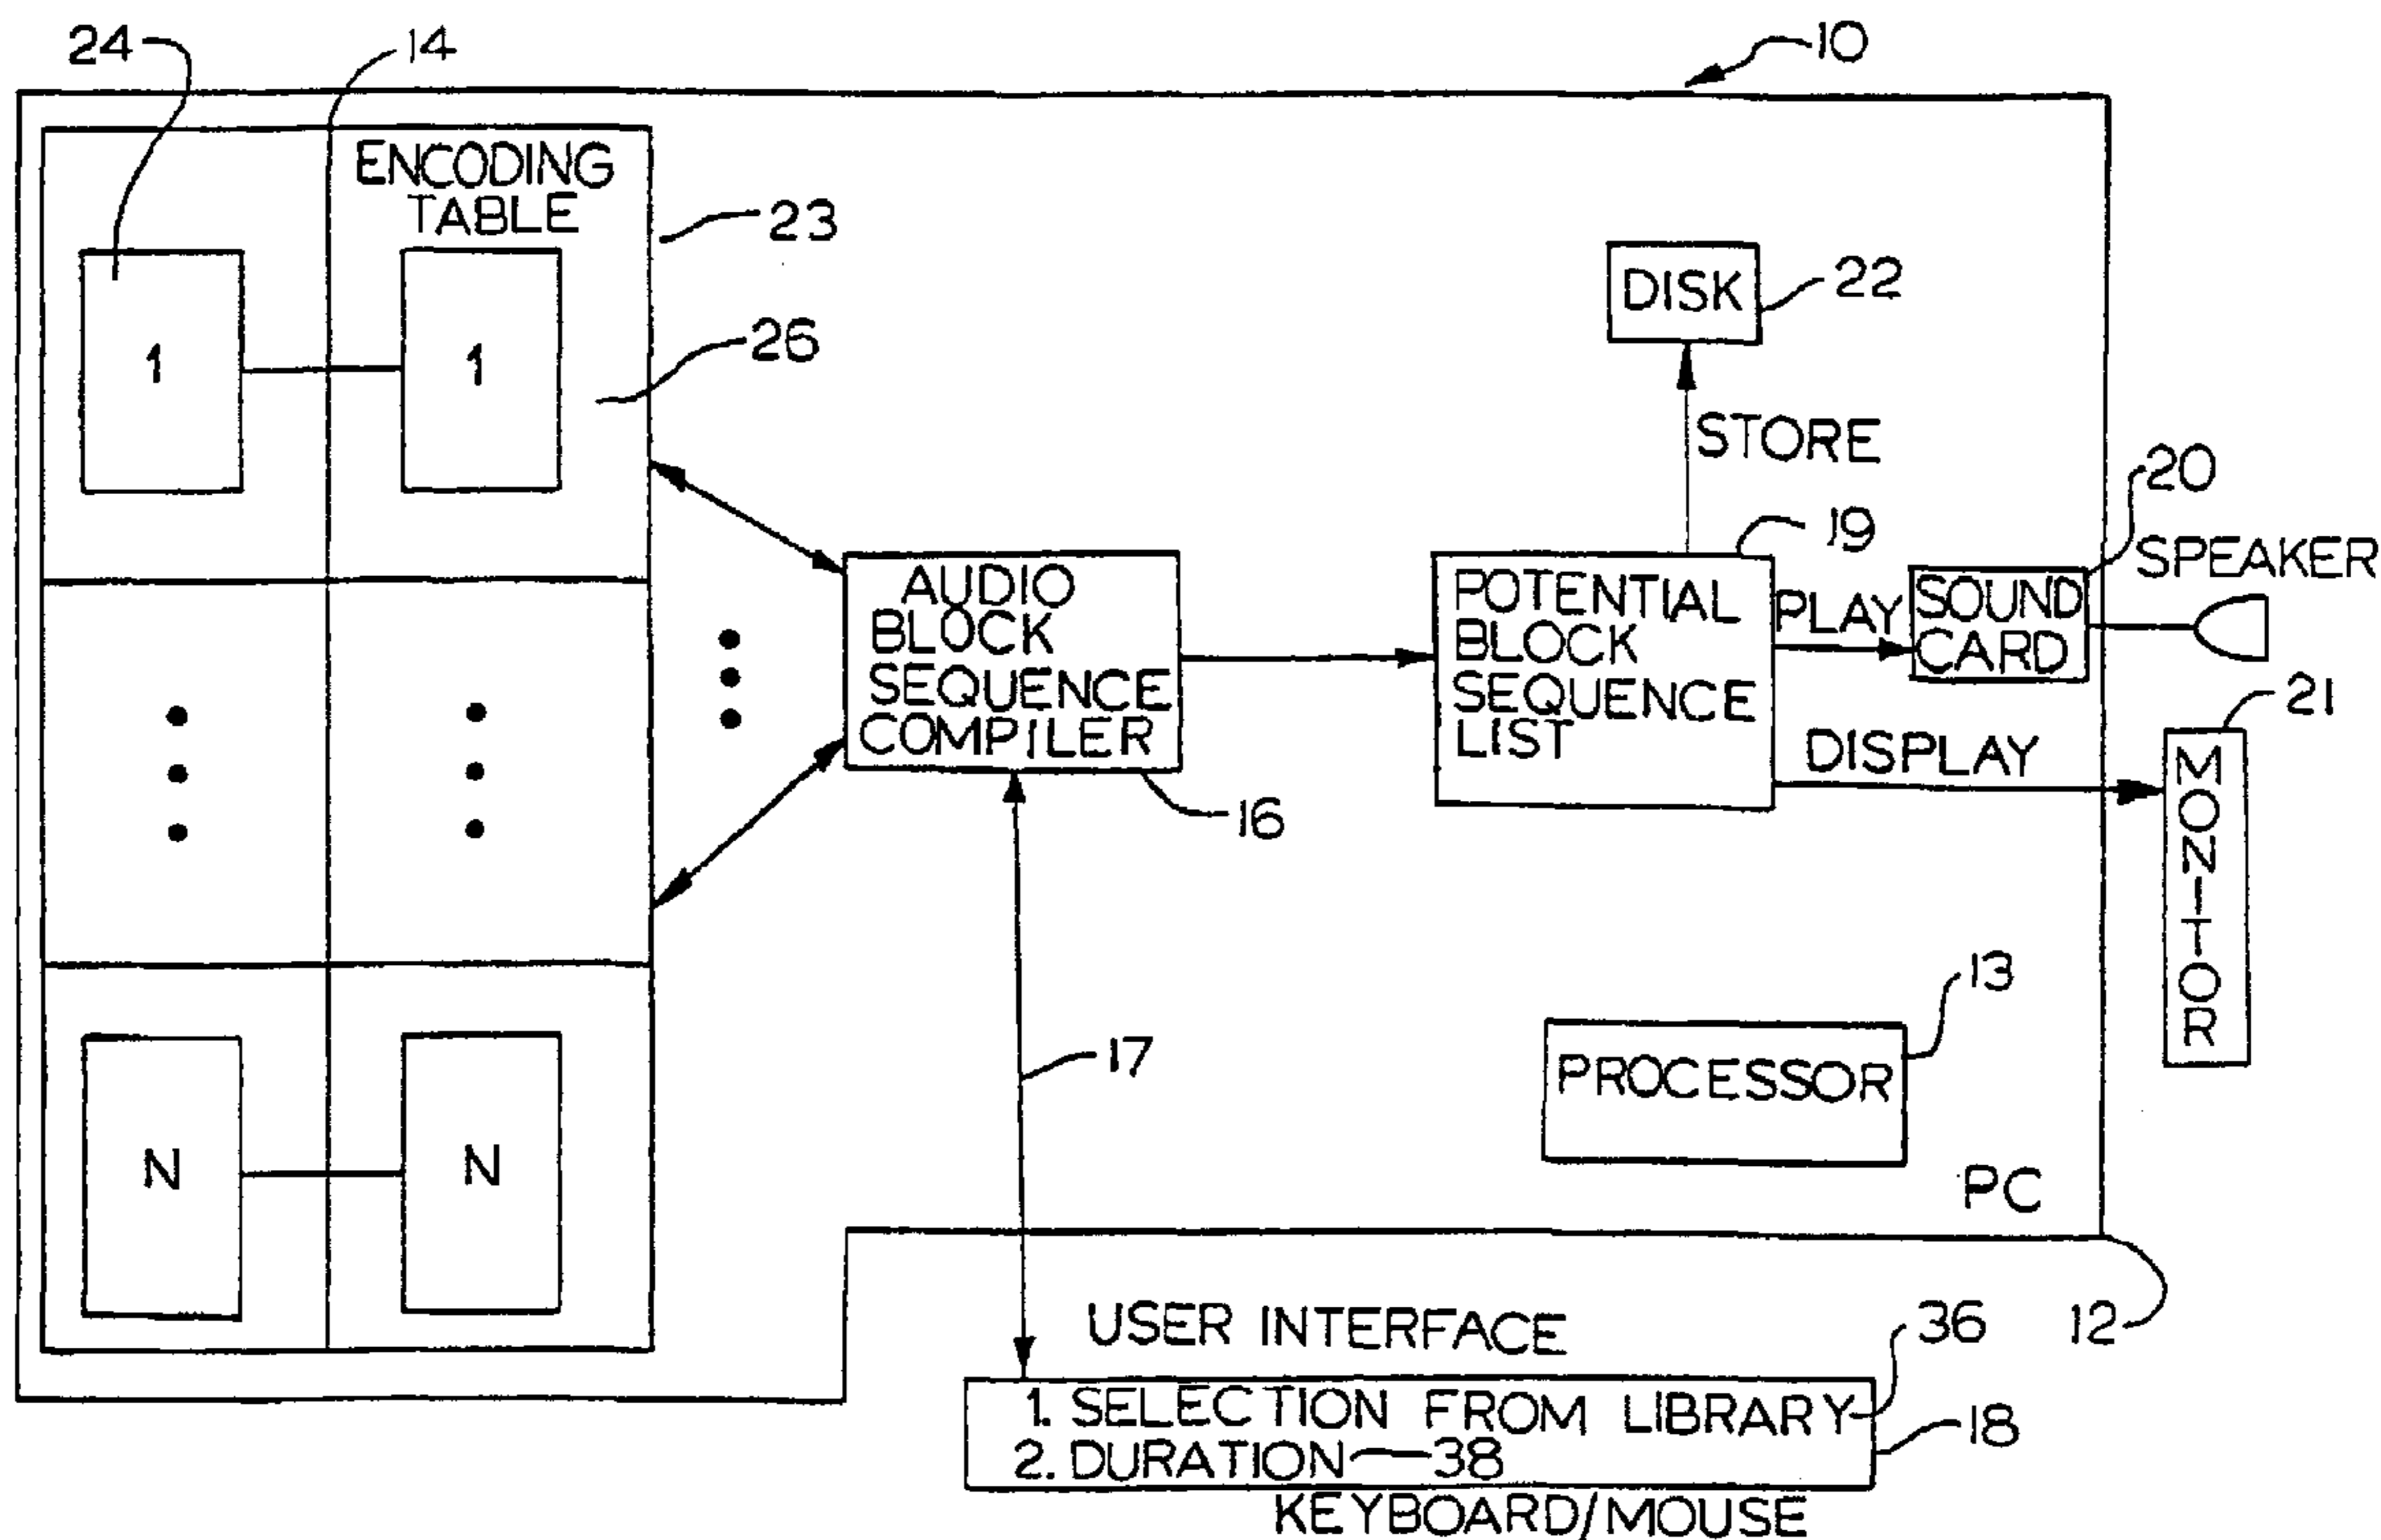 24
14
10
ENCODING
TABLE
23
1
1
26
DISK
22
STORE
20
SPEAKER
19
AUDIO
BLOCK
SEQUENCE
COMPILER
16
POTENTIAL
BLOCK
SEQUENCE
LIST
PLAY
SOUND
CARD
21
DISPLAY
MONITOR
13
PROCESSOR
17
N
N
PC
12
USER INTERFACE
36
1. SELECTION FROM LIBRARY
2. DURATION 38
18
KEYBOARD/MOUSE